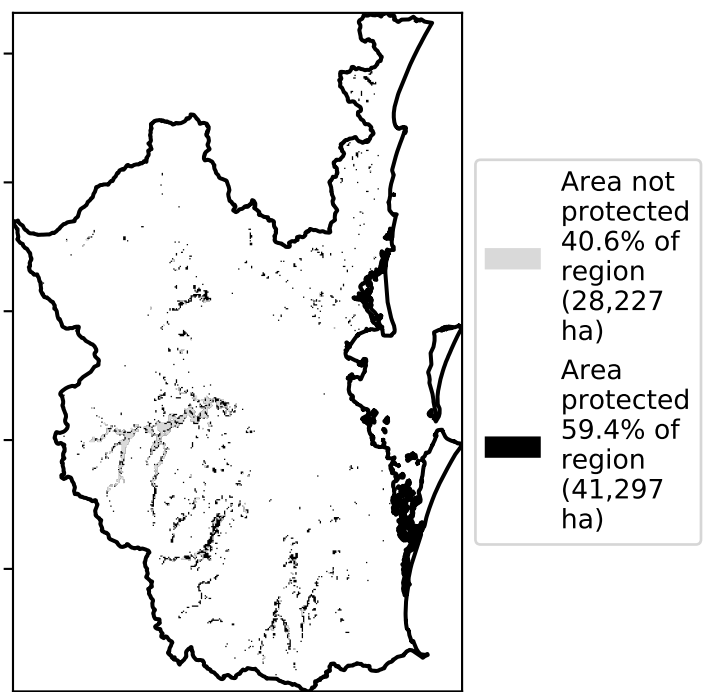 Area not
protected
40.6% of
region
(28,227
ha)
Area
protected
59.4% of
region
(41,297
ha)